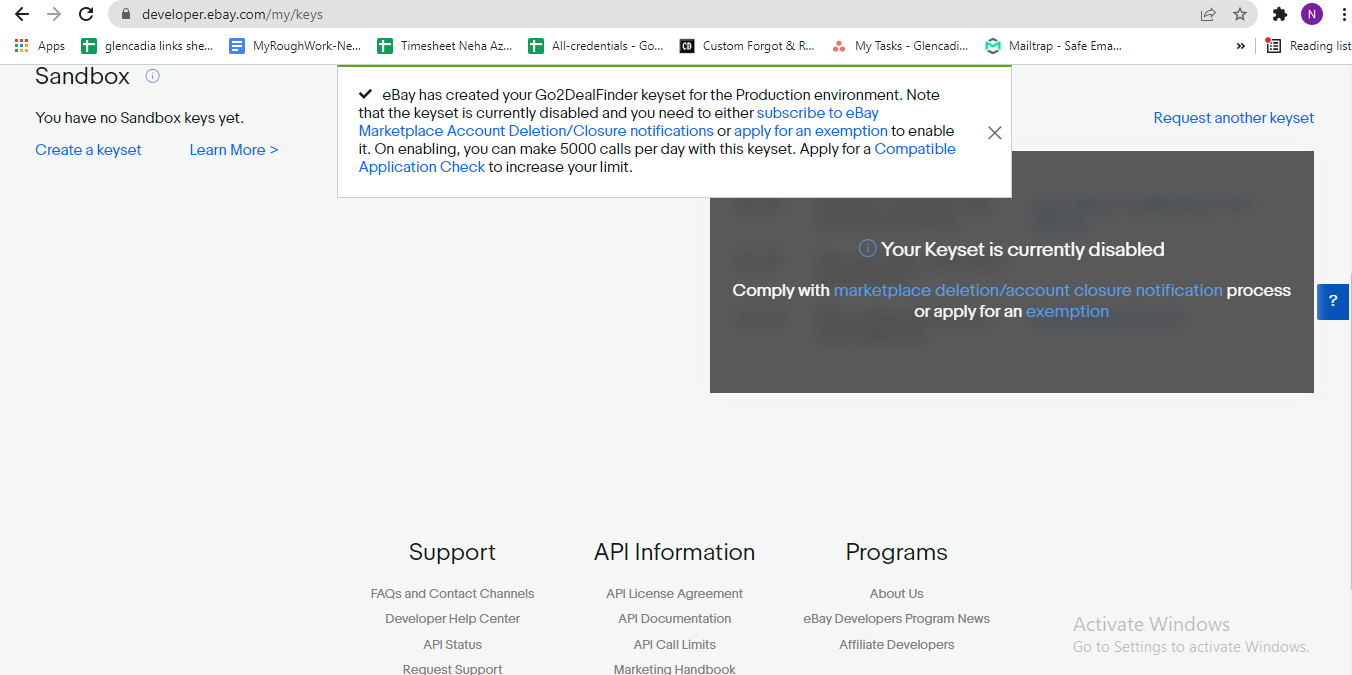 developer.ebay.com/my/keys
N
Apps
glencadia links she...
MyRoughWork-Ne...
Timesheet Neha Az...
All-credentials - Go...
CD
Custom Forgot & R...
My Tasks - Glencadi...
Mailtrap - Safe Ema...
»
Reading list
Sandbox
You have no Sandbox keys yet.
Create a keyset
Learn More >
eBay has created your Go2DealFinder keyset for the Production environment. Note
that the keyset is currently disabled and you need to either subscribe to eBay
Marketplace Account Deletion/Closure notifications or apply for an exemption to enable
it. On enabling, you can make 5000 calls per day with this keyset. Apply for a Compatible
Application Check to increase your limit.
Request another keyset
Your Keyset is currently disabled
Comply with marketplace deletion/account closure notification process
or apply for an exemption
?
Support
API Information
Programs
FAQs and Contact Channels
API License Agreement
About Us
Developer Help Center
API Documentation
eBay Developers Program News
API Status
API Call Limits
Affiliate Developers
Request Support
Marketing Handbook
Activate Windows
Go to Settings to activate Windows.